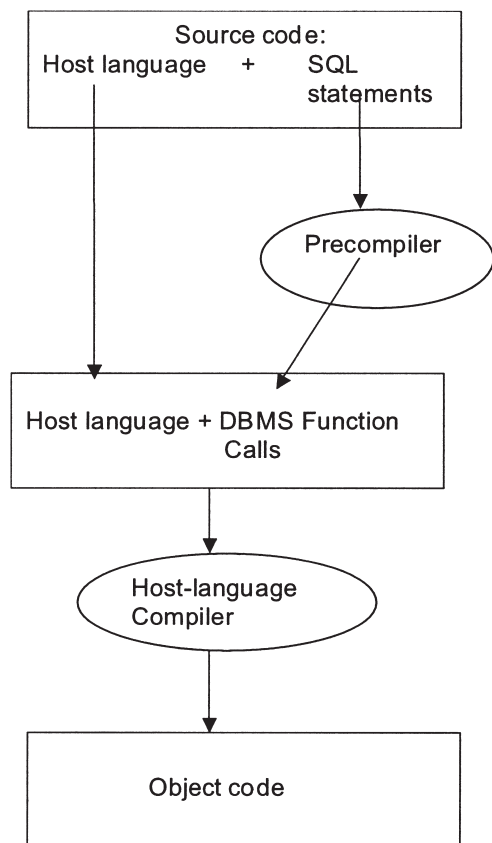 Source code:
Host language + SQL
statements
Precompiler
Host language + DBMS Function
Calls
Host-language
Compiler
Object code